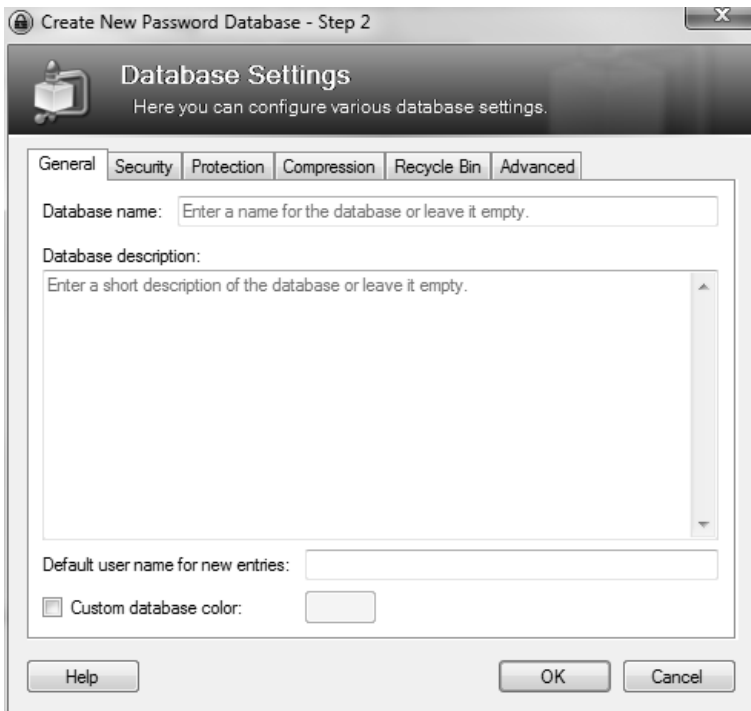 Create New Password Database - Step 2
X
Database Settings
Here you can configure various database settings.
General Security Protection Compression Recycle Bin Advanced
Database name: Enter a name for the database or leave it empty.
Database description:
Enter a short description of the database or leave it empty.
Default user name for new entries:
Custom database color:
Help OK Cancel